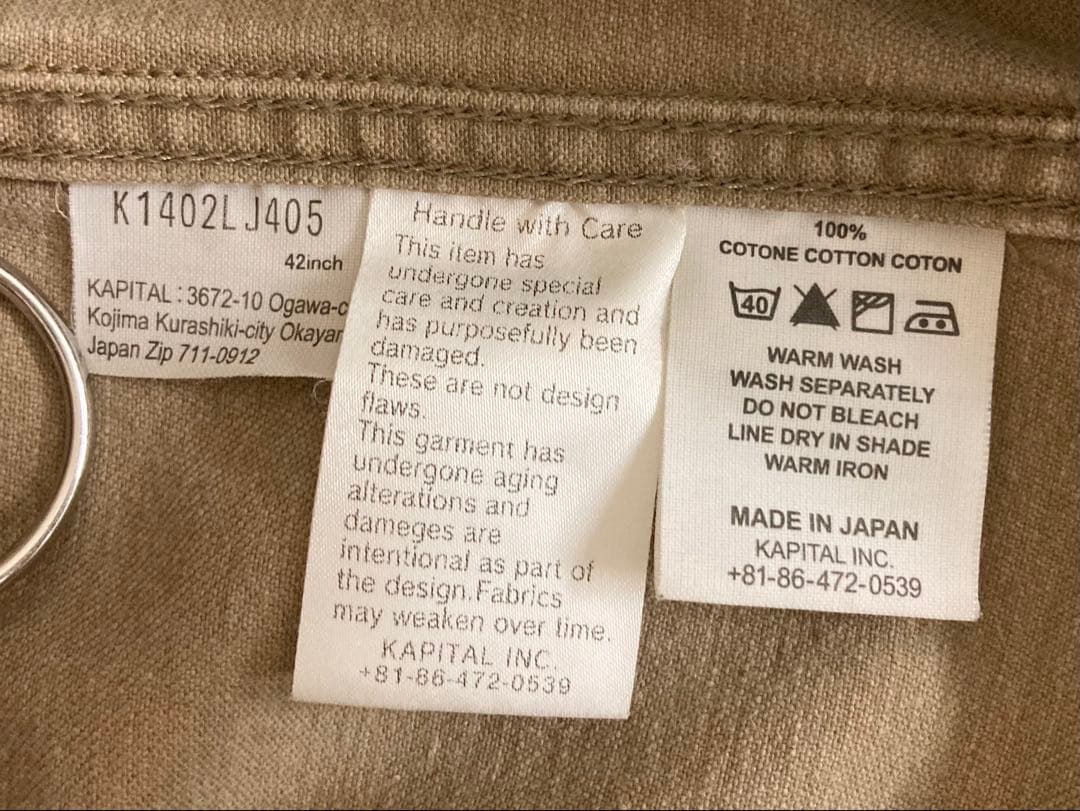 K1402LJ405
42inch
KAPITAL : 3672-10 Ogawa-c
Kojima Kurashiki-city Okayar
Japan Zip 711-0912
Handle with Care
This item has
undergone special
care and creation and
has purposefully been
damaged.
These are not design
flaws.
This garment has
undergone aging
alterations and
dameges are
intentional as part of
the design.Fabrics
may weaken over time.
KAPITAL INC.
+81-86-472-0539
100%
COTONE COTTON COTON
40
WARM WASH
WASH SEPARATELY
DO NOT BLEACH
LINE DRY IN SHADE
WARM IRON
MADE IN JAPAN
KAPITAL INC.
+81-86-472-0539